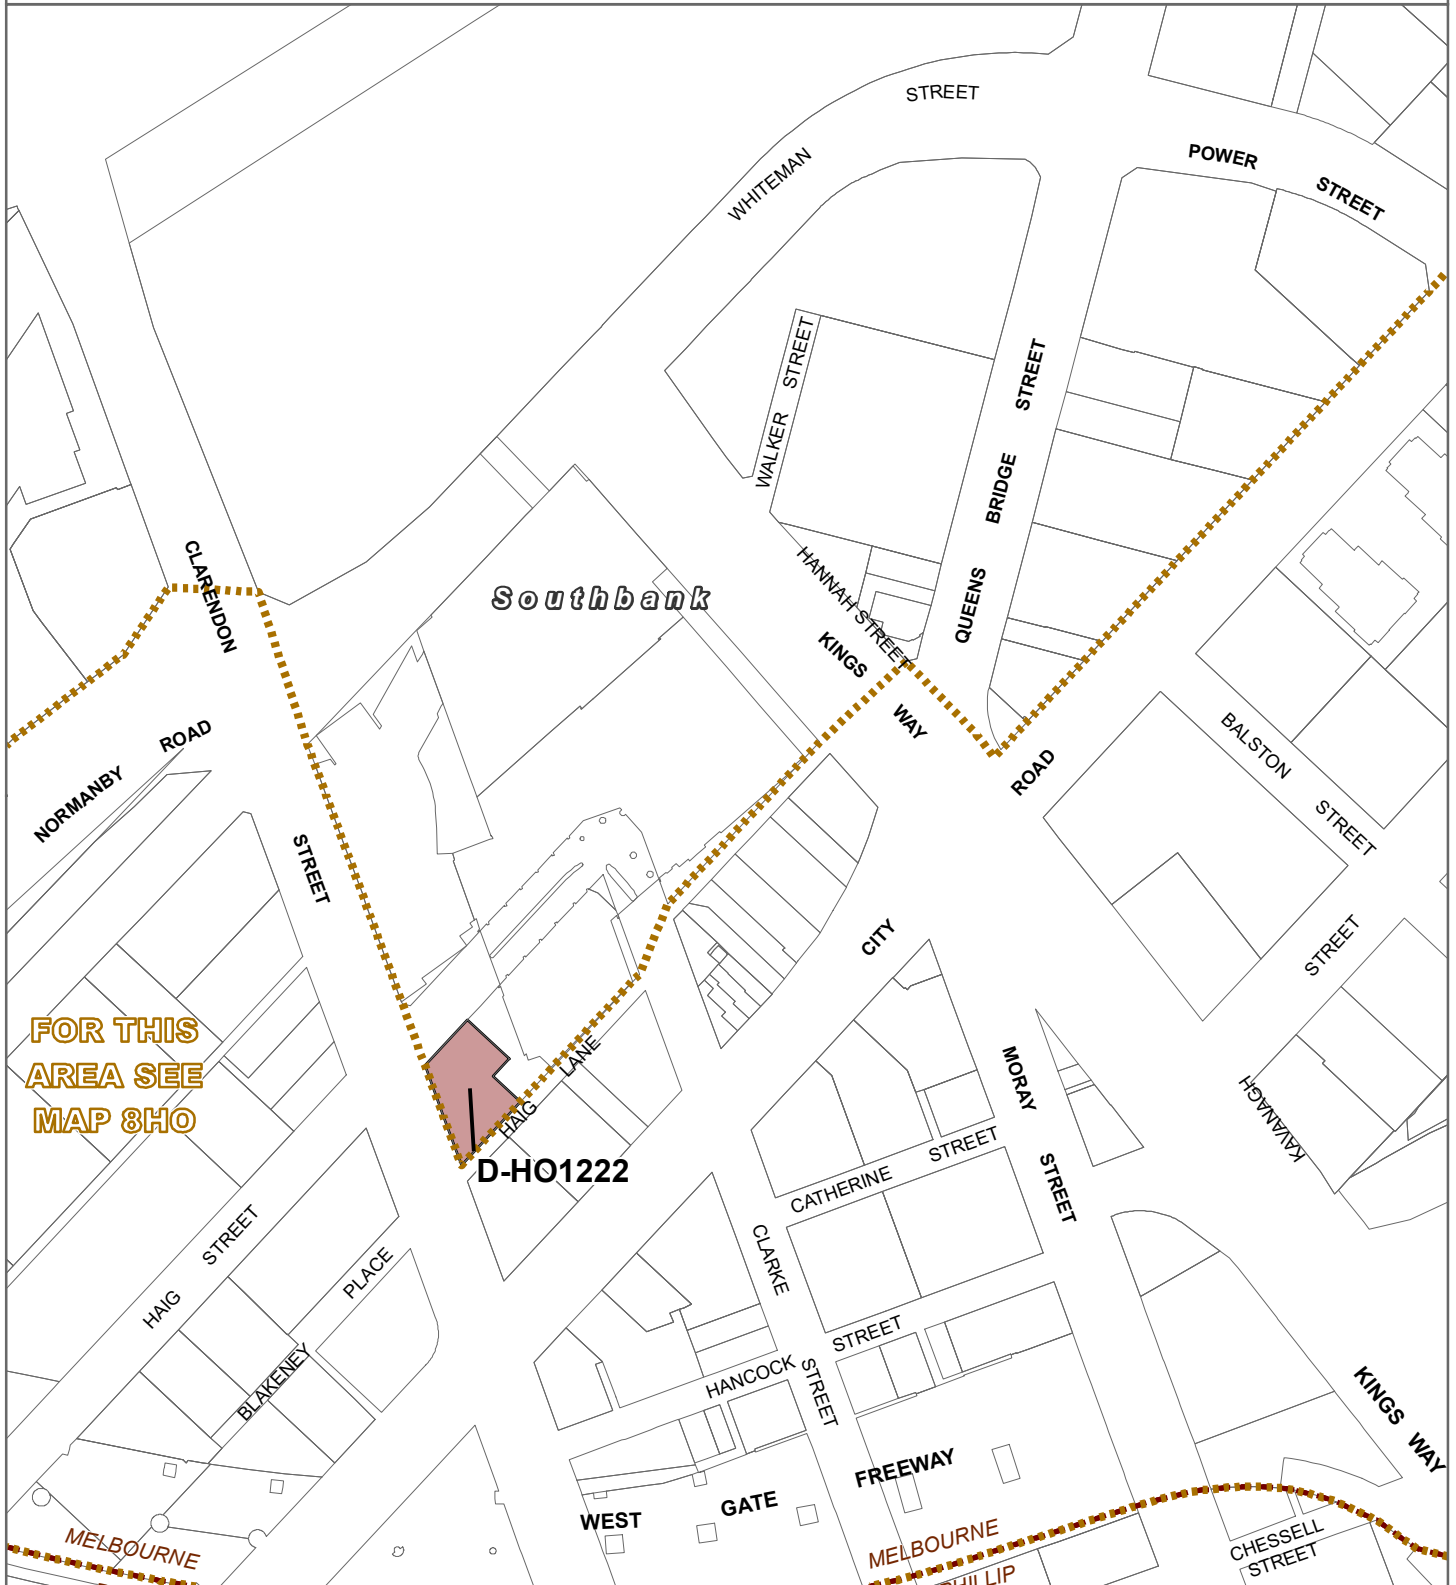 STREET
WHITEMAN
POWER
STREET
WALKER STREET
QUEENS BRIDGE STREET
CLARENDON
STREET
Southbank
HANNAH STREET
KINGS
WAY
NORMANBY ROAD
ROAD
CITY
BALSTON
STREET
STREET
KAVANAGH
FOR THIS
AREA SEE
MAP 8HO
HAIG LANE
D-HO1222
MORAY
STREET
CATHERINE STREET
HAIG STREET
BLAKENEY PLACE
CLARKE
STREET
HANCOCK STREET
KINGS WAY
WEST GATE FREEWAY
MELBOURNE
MELBOURNE
CHESSELL
STREET